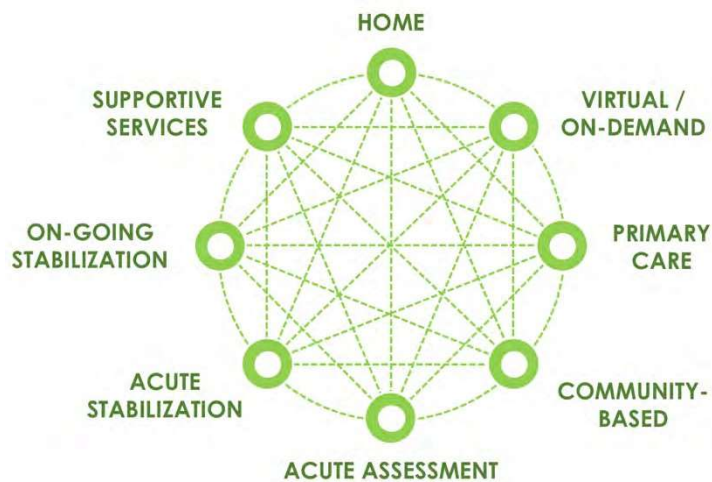 HOME
SUPPORTIVE
SERVICES
VIRTUAL /
ON-DEMAND
ON-GOING
STABILIZATION
PRIMARY
CARE
ACUTE
STABILIZATION
COMMUNITY-
BASED
ACUTE ASSESSMENT